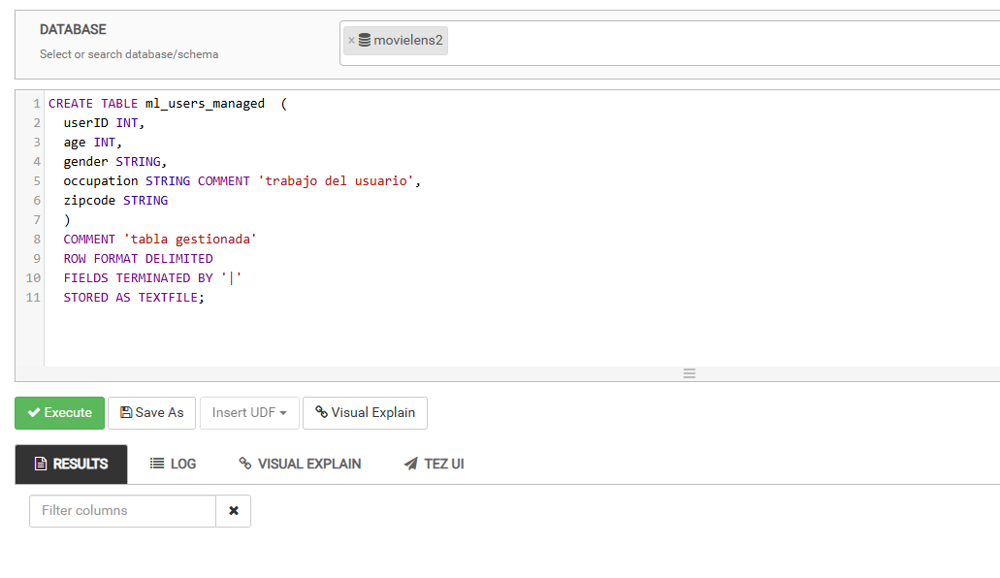 DATABASE
Select or search database/schema
× movielens2
1 CREATE TABLE ml_users_managed (
2 userID INT,
3 age INT,
4 gender STRING,
5 occupation STRING COMMENT 'trabajo del usuario',
6 zipcode STRING
7 )
8 COMMENT 'tabla gestionada'
9 ROW FORMAT DELIMITED
10 FIELDS TERMINATED BY '|'
11 STORED AS TEXTFILE;
Execute Save As Insert UDF Visual Explain
RESULTS LOG VISUAL EXPLAIN TEZ UI
Filter columns